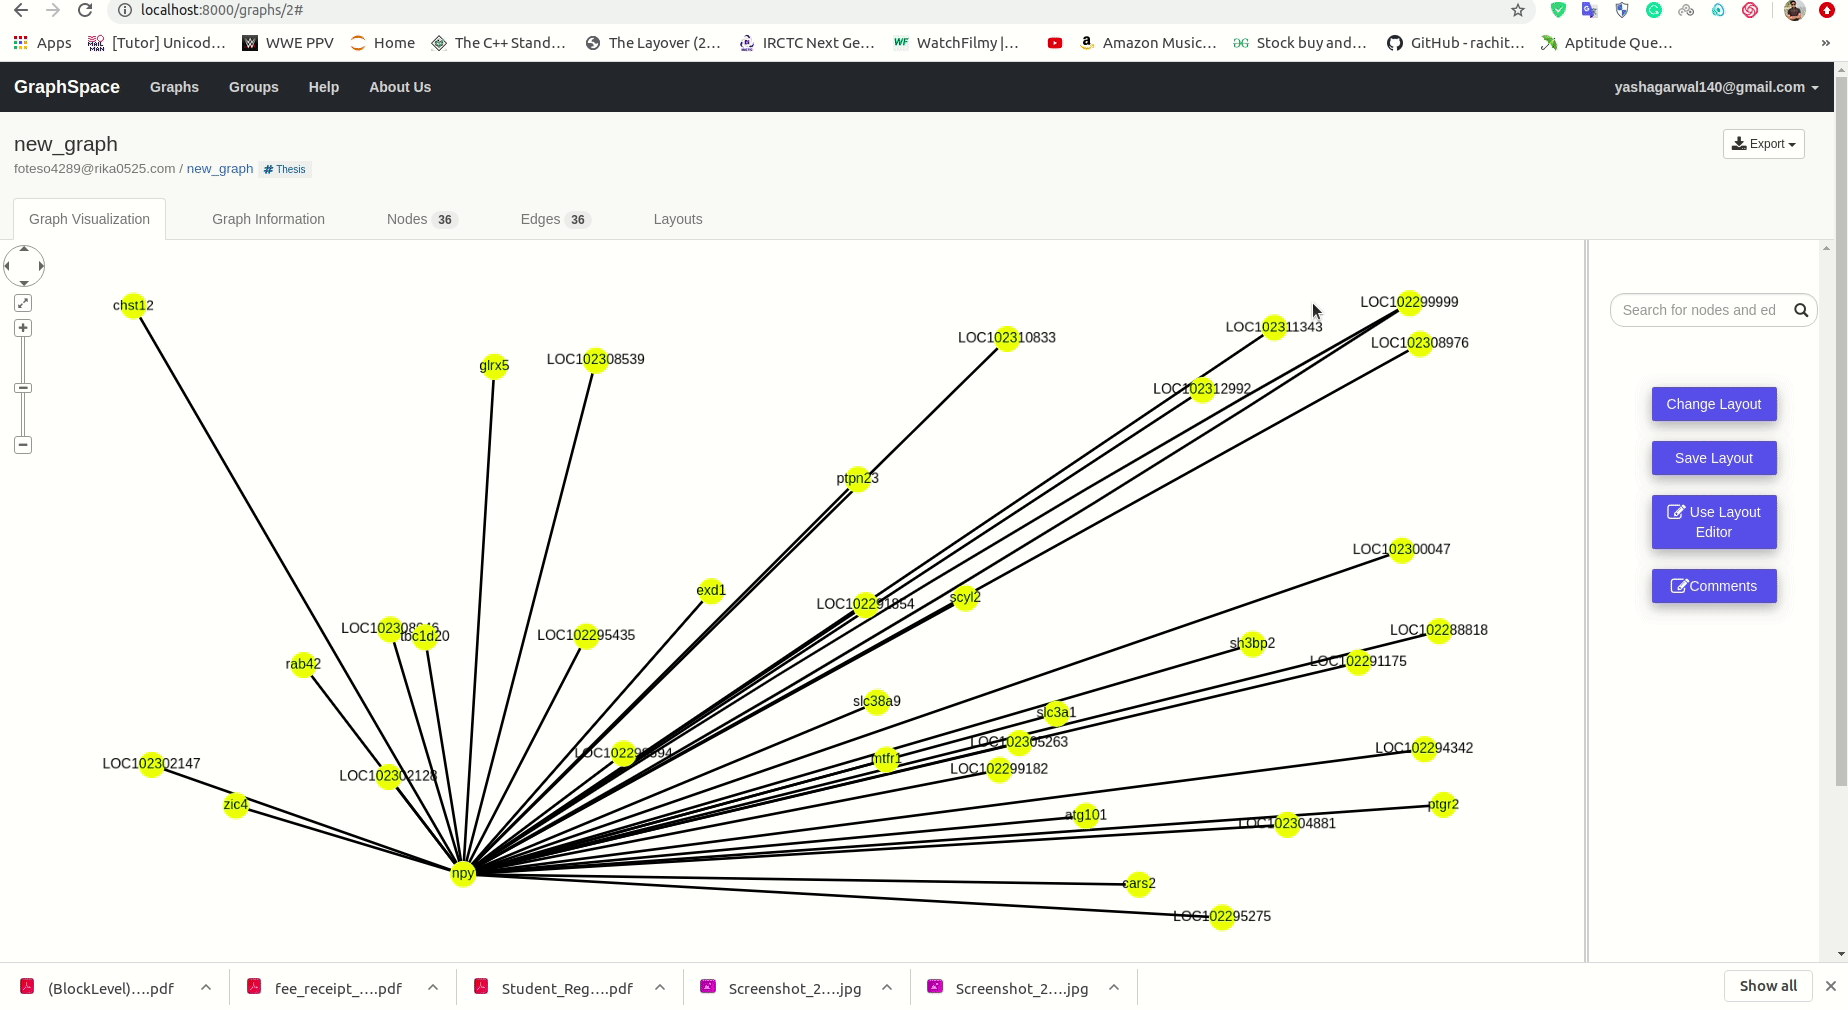 localhost:8000/graphs/2#
Apps [Tutor] Unicod... WWE PPV Home The C++ Stand... The Layover (2... IRCTC Next Ge... WatchFilmy |... Amazon Music... Stock buy and... GitHub - rachit... Aptitude Que... »
GraphSpace Graphs Groups Help About Us yashagarwal140@gmail.com
new_graph
Export
foteso4289@rika0525.com / new_graph # Thesis
Graph Visualization Graph Information Nodes 36 Edges 36 Layouts
LOC102299999
chst12
Search for nodes and ed
LOC102311343
LOC102310833
LOC102308976
LOC102308539
glrx5
LOC102312992
Change Layout
Save Layout
ptpn23
Use Layout
Editor
LOC102300047
Comments
exd1
scyl2
LOC102291854
LOC102288818
tbc1d20
LOC102295435
sh3bp2
LOC102291175
rab42
slc38a9
slc3a1
LOC102305263
LOC102294342
mtfr1
LOC102302147
LOC102299182
LOC102302128
zic4
ptgr2
atg101
LOC102304881
npy
cars2
LOC102295275
(BlockLevel)....pdf fee_receipt_....pdf Student_Reg....pdf Screenshot_2....jpg Screenshot_2....jpg Show all